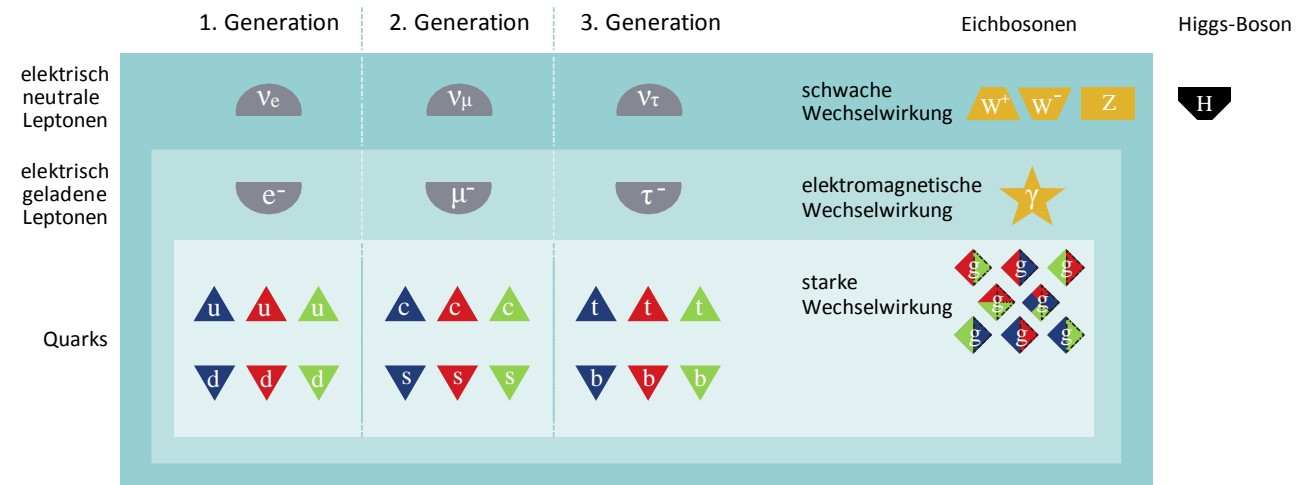 1. Generation 2. Generation 3. Generation Eichbosonen Higgs-Boson
elektrisch
neutrale
Leptonen
νe νμ ντ
schwache
Wechselwirkung
W+ W- Z
H
elektrisch
geladene
Leptonen
e- μ- τ-
elektromagnetische
Wechselwirkung
γ
Quarks
u u u c c c t t t
d d d s s s b b b
starke
Wechselwirkung
g g g
g g
g g g